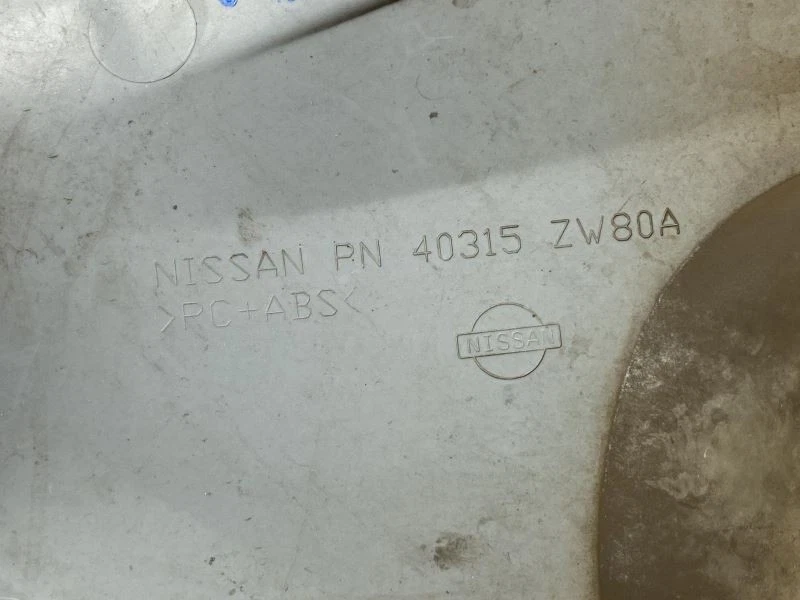 NISSAN PN 40315 ZW80A
>PC+ABS<
NISSAN